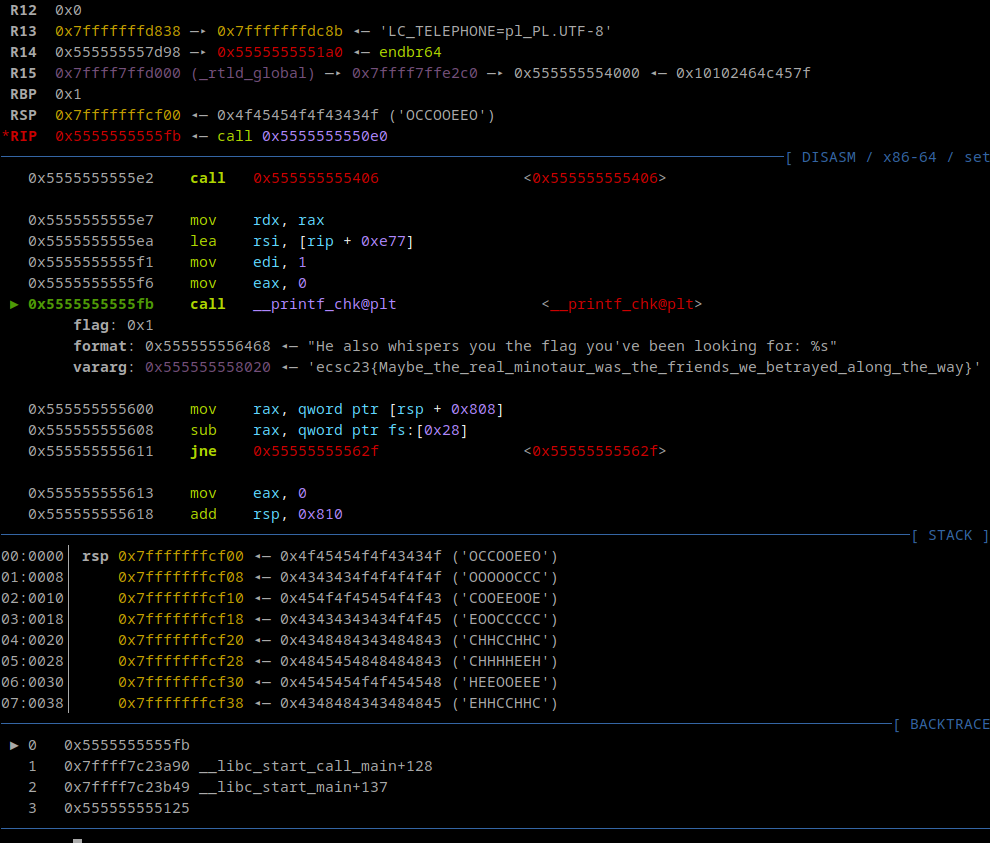 R12  0x0
R13  0x7fffffffd838 —▸ 0x7fffffffdc8b ◂— 'LC_TELEPHONE=pl_PL.UTF-8'
R14  0x555555557d98 —▸ 0x5555555551a0 ◂— endbr64
R15  0x7ffff7ffd000 (_rtld_global) —▸ 0x7ffff7ffe2c0 —▸ 0x555555554000 ◂— 0x10102464c457f
RBP  0x1
RSP  0x7fffffffcf00 ◂— 0x4f45454f4f43434f ('OCCOOEEO')
*RIP  0x5555555555fb ◂— call 0x5555555550e0
[ DISASM / x86-64 / set
0x5555555555e2    call   0x555555555406                <0x555555555406>
0x5555555555e7    mov    rdx, rax
0x5555555555ea    lea    rsi, [rip + 0xe77]
0x5555555555f1    mov    edi, 1
0x5555555555f6    mov    eax, 0
► 0x5555555555fb    call   __printf_chk@plt                <__printf_chk@plt>
flag: 0x1
format: 0x555555556468 ◂— "He also whispers you the flag you've been looking for: %s"
vararg: 0x555555558020 ◂— 'ecsc23{Maybe_the_real_minotaur_was_the_friends_we_betrayed_along_the_way}'
0x555555555600    mov    rax, qword ptr [rsp + 0x808]
0x555555555608    sub    rax, qword ptr fs:[0x28]
0x555555555611    jne    0x55555555562f                <0x55555555562f>
0x555555555613    mov    eax, 0
0x555555555618    add    rsp, 0x810
[ STACK ]
00:0000│ rsp 0x7fffffffcf00 ◂— 0x4f45454f4f43434f ('OCCOOEEO')
01:0008│     0x7fffffffcf08 ◂— 0x4343434f4f4f4f4f ('OOOOOCCC')
02:0010│     0x7fffffffcf10 ◂— 0x454f4f45454f4f43 ('COOEEOOE')
03:0018│     0x7fffffffcf18 ◂— 0x43434343434f4f45 ('EOOCCCCC')
04:0020│     0x7fffffffcf20 ◂— 0x4348484343484843 ('CHHCCHHC')
05:0028│     0x7fffffffcf28 ◂— 0x4845454848484843 ('CHHHHEEH')
06:0030│     0x7fffffffcf30 ◂— 0x4545454f4f454548 ('HEEOOEEE')
07:0038│     0x7fffffffcf38 ◂— 0x4348484343484845 ('EHHCCHHC')
[ BACKTRACE
► 0   0x5555555555fb
1   0x7ffff7c23a90 __libc_start_call_main+128
2   0x7ffff7c23b49 __libc_start_main+137
3   0x555555555125